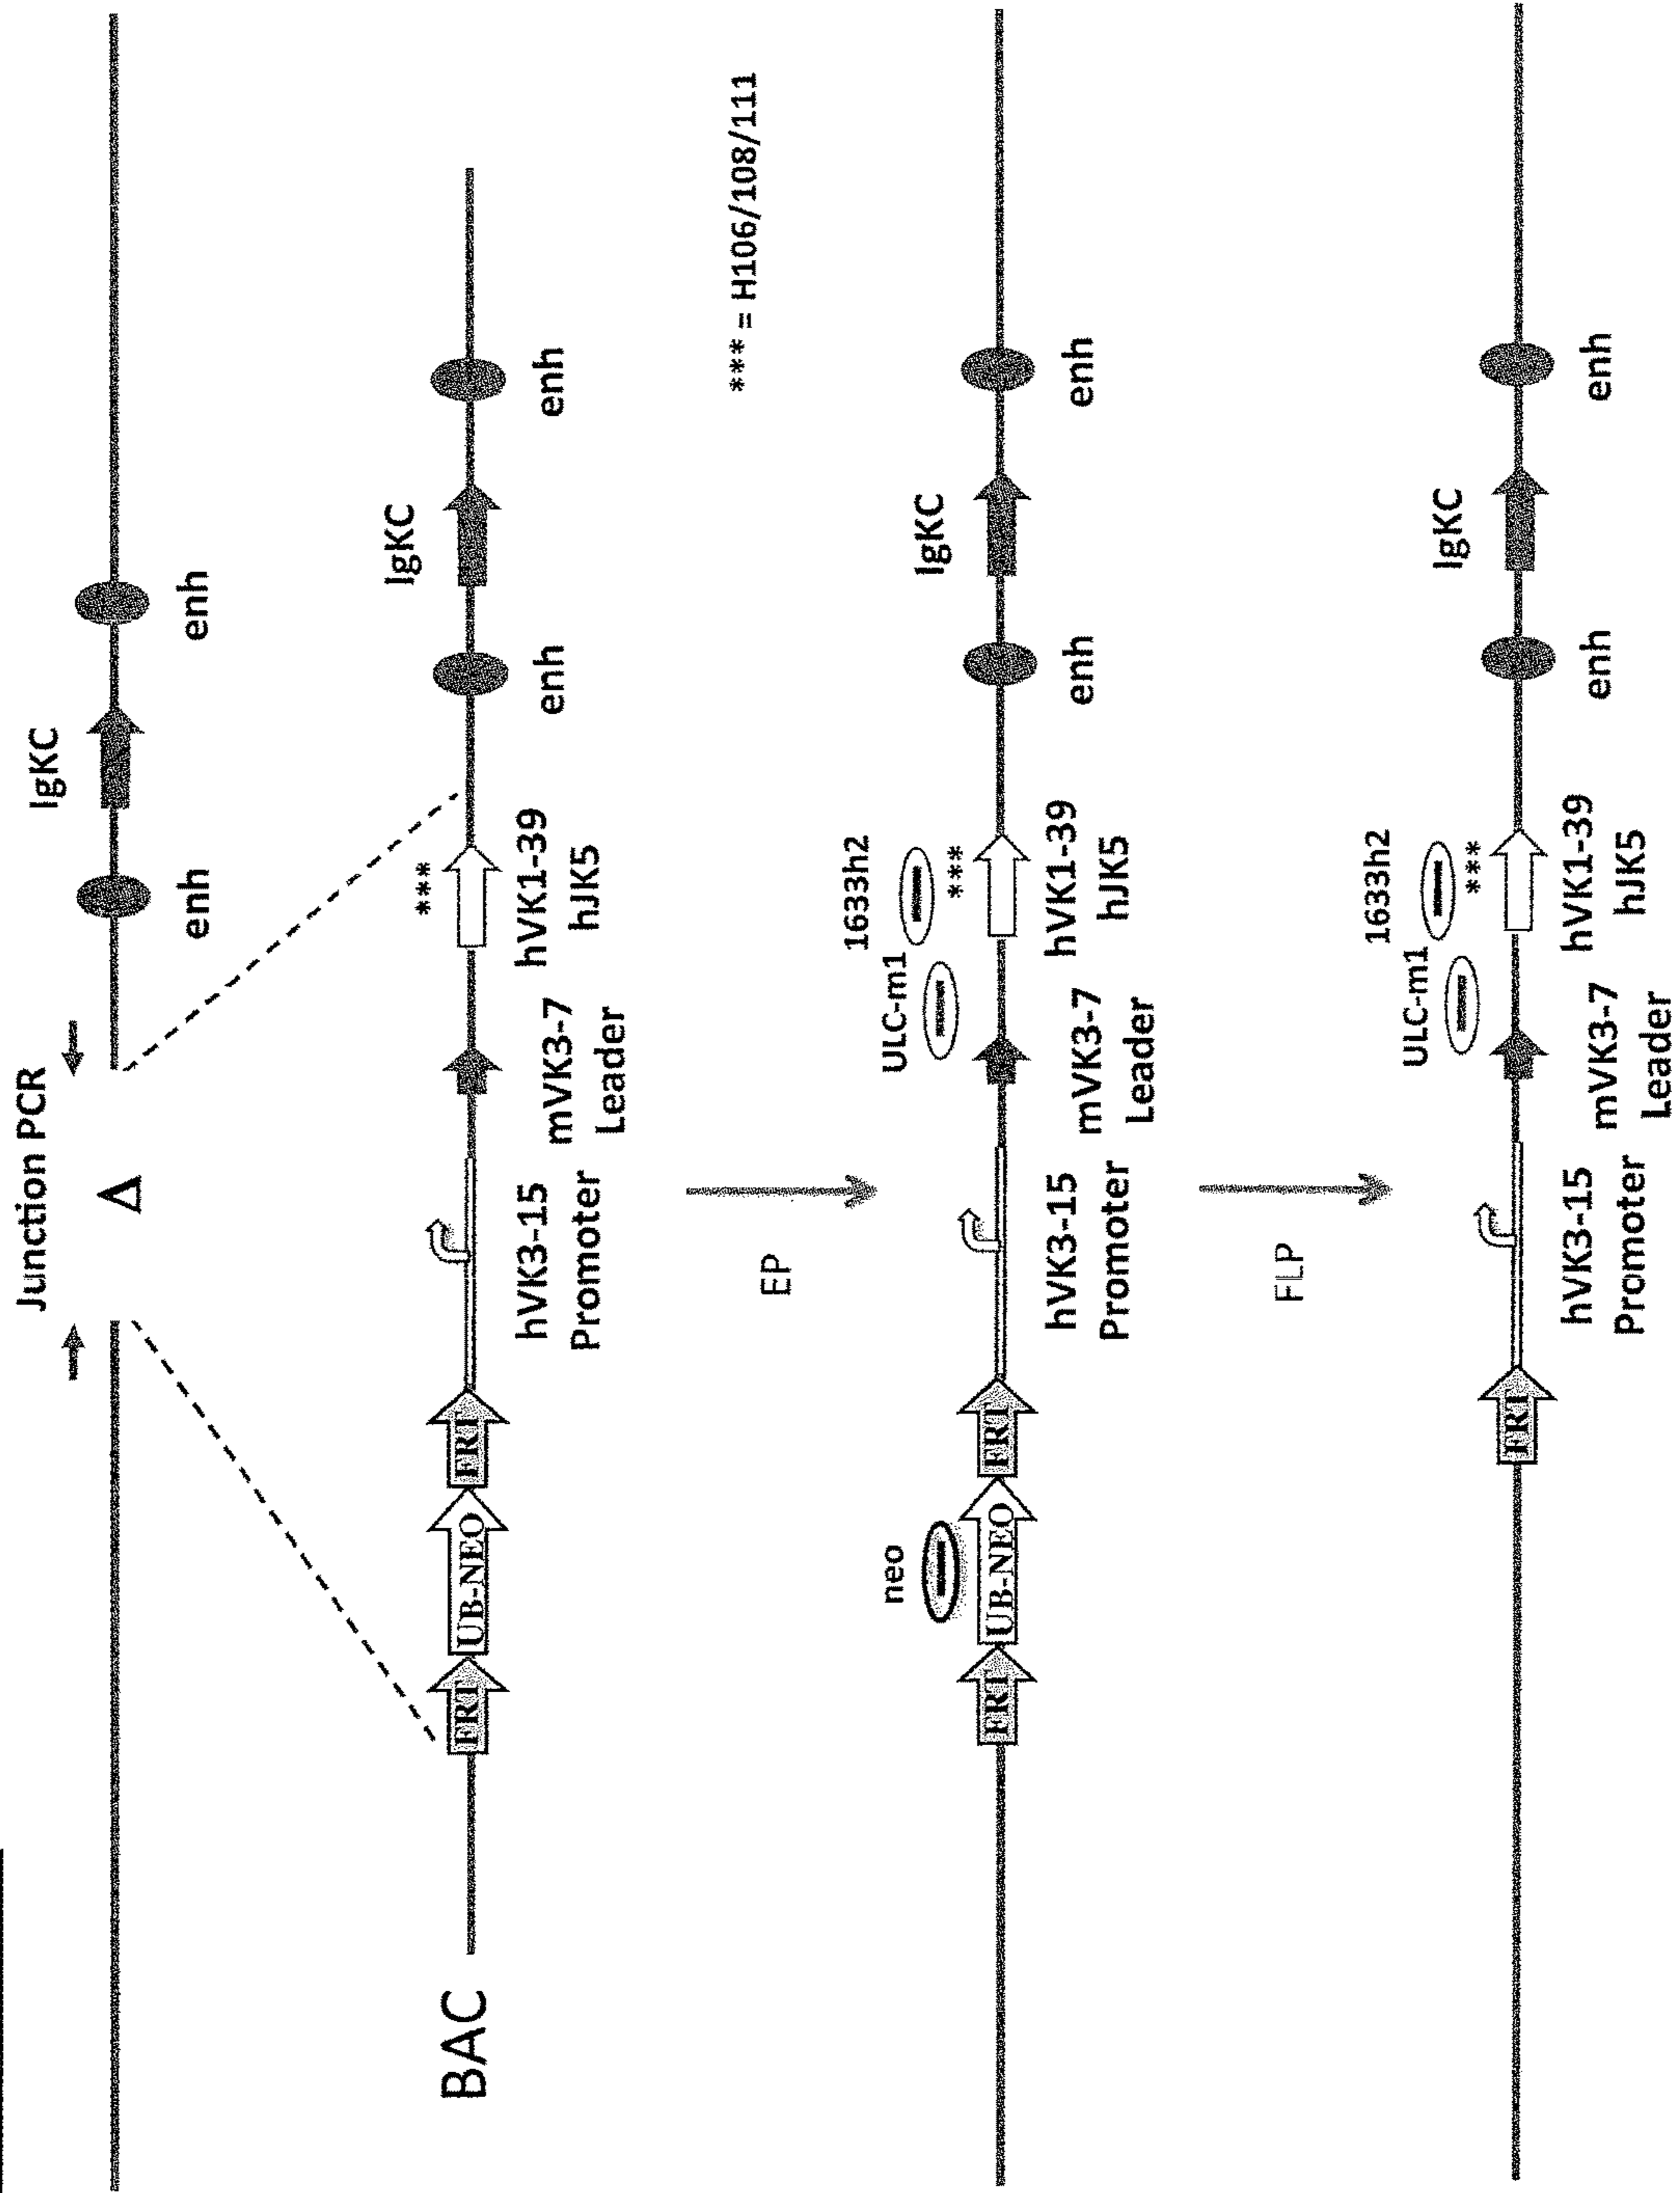 Junction PCR
Δ
IgKC
enh
enh
BAC
FRT
UB-NEO
FRT
***
IgKC
hVK3-15
Promoter
mVK3-7
Leader
hVK1-39
hJK5
enh
enh
EP
*** = H106/108/111
neo
ULC-m1
1633h2
***
IgKC
FRT
UB-NEO
FRT
hVK3-15
Promoter
mVK3-7
Leader
hVK1-39
hJK5
enh
enh
FLP
ULC-m1
1633h2
***
IgKC
FRT
hVK3-15
Promoter
mVK3-7
Leader
hVK1-39
hJK5
enh
enh